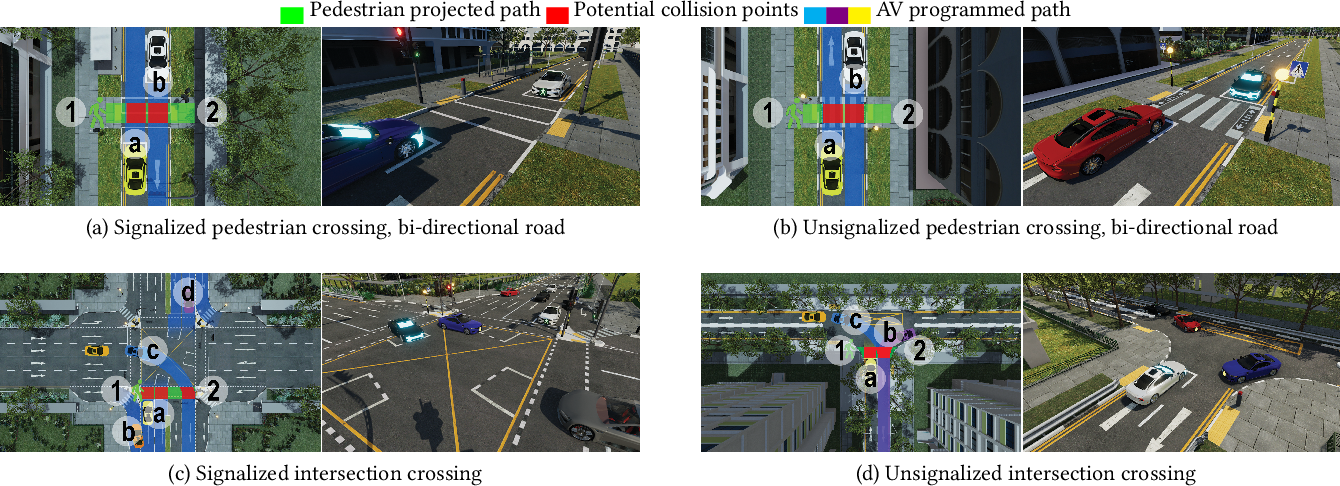 Pedestrian projected path Potential collision points AV programmed path
b
1 2
a
b
1 2
a
(a) Signalized pedestrian crossing, bi-directional road
(b) Unsignalized pedestrian crossing, bi-directional road
d
c
1 2
a
b
c b
1 2
a
(c) Signalized intersection crossing
(d) Unsignalized intersection crossing